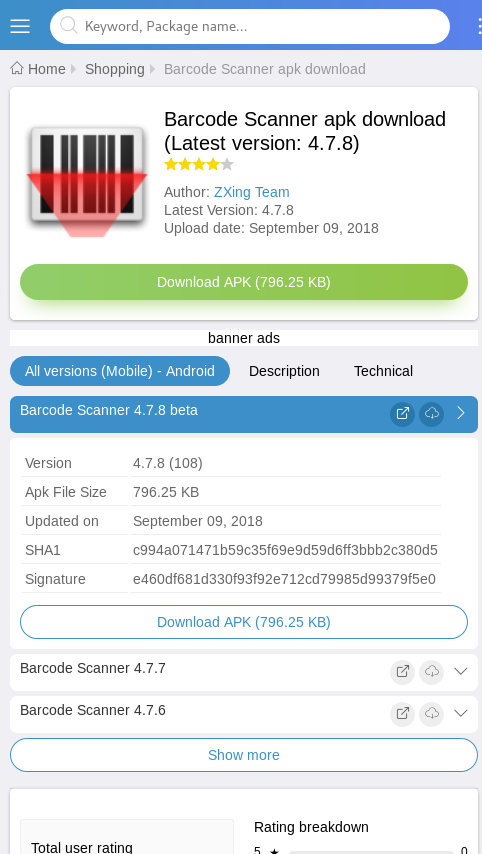 Keyword, Package name...
Home Shopping Barcode Scanner apk download
Barcode Scanner apk download
(Latest version: 4.7.8)
Author: ZXing Team
Latest Version: 4.7.8
Upload date: September 09, 2018
Download APK (796.25 KB)
banner ads
All versions (Mobile) - Android Description Technical
Barcode Scanner 4.7.8 beta
Version 4.7.8 (108)
Apk File Size 796.25 KB
Updated on September 09, 2018
SHA1 c994a071471b59c35f69e9d59d6ff3bbb2c380d5
Signature e460df681d330f93f92e712cd79985d99379f5e0
Download APK (796.25 KB)
Barcode Scanner 4.7.7
Barcode Scanner 4.7.6
Show more
Rating breakdown
Total user rating
5 ★ 0